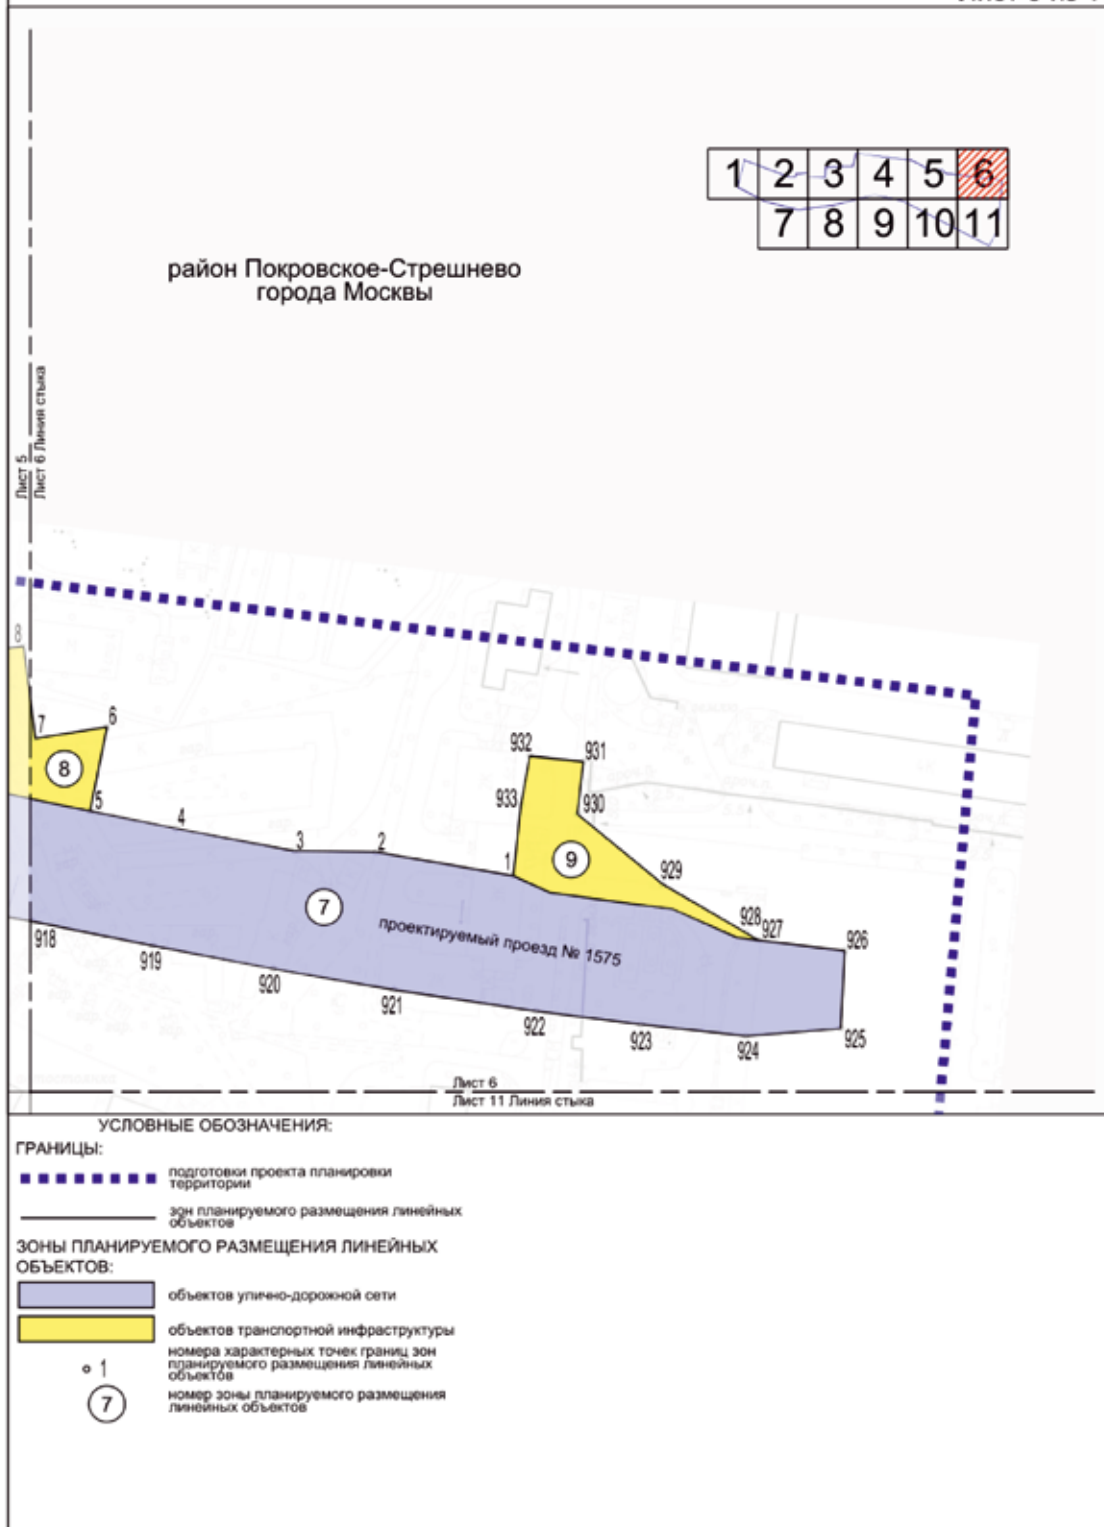 1 2 3 4 5 6
7 8 9 10 11
район Покровское-Стрешнево
города Москвы
Лист 5
Лист 6 Линия стыка
8
7
6
8
5
4
3
2
1
932
931
933
930
9
929
928
927
926
7
проектируемый проезд № 1575
918
919
920
921
922
923
924
925
Лист 6
Лист 11 Линия стыка
УСЛОВНЫЕ ОБОЗНАЧЕНИЯ:
ГРАНИЦЫ:
подготовки проекта планировки
территории
зон планируемого размещения линейных
объектов
ЗОНЫ ПЛАНИРУЕМОГО РАЗМЕЩЕНИЯ ЛИНЕЙНЫХ
ОБЪЕКТОВ:
объектов улично-дорожной сети
объектов транспортной инфраструктуры
1
номера характерных точек границ зон
планируемого размещения линейных
объектов
7
номер зоны планируемого размещения
линейных объектов